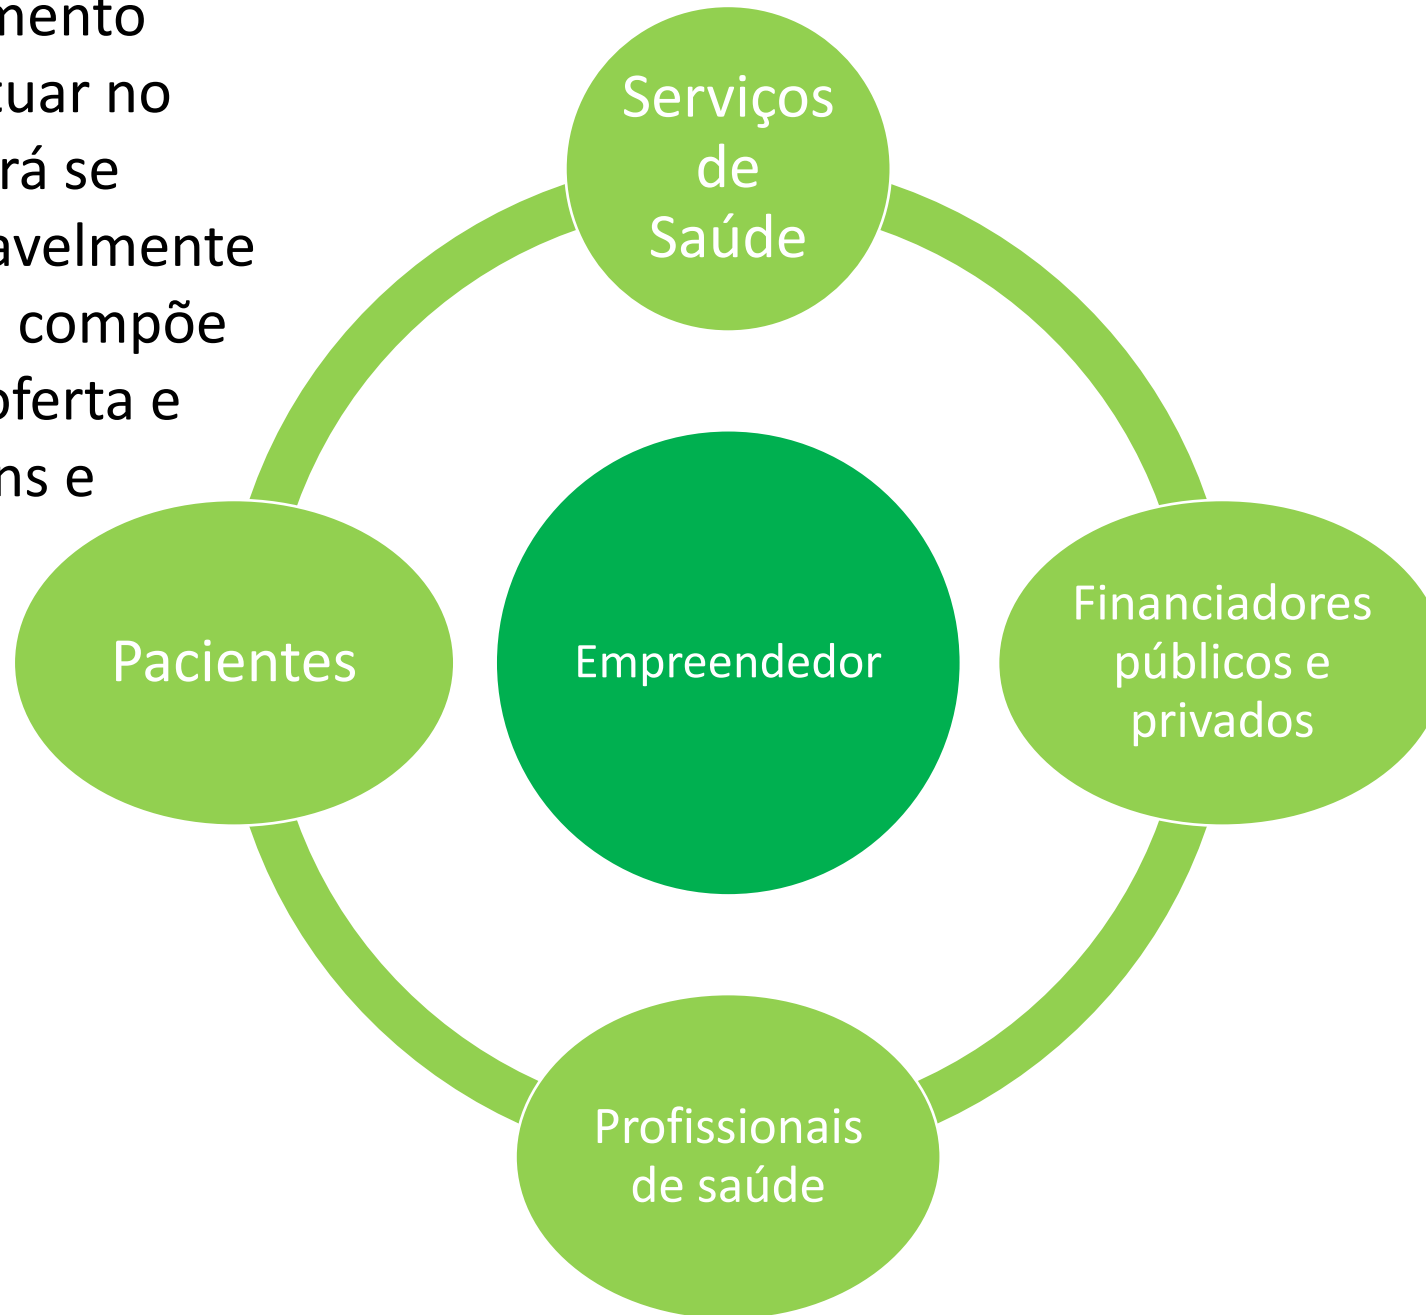 mento
tuar no
rá se
avelmente
compõe
oferta e
ns e
Serviços
de
Saúde
Pacientes
Empreendedor
Financiadores
públicos e
privados
Profissionais
de saúde